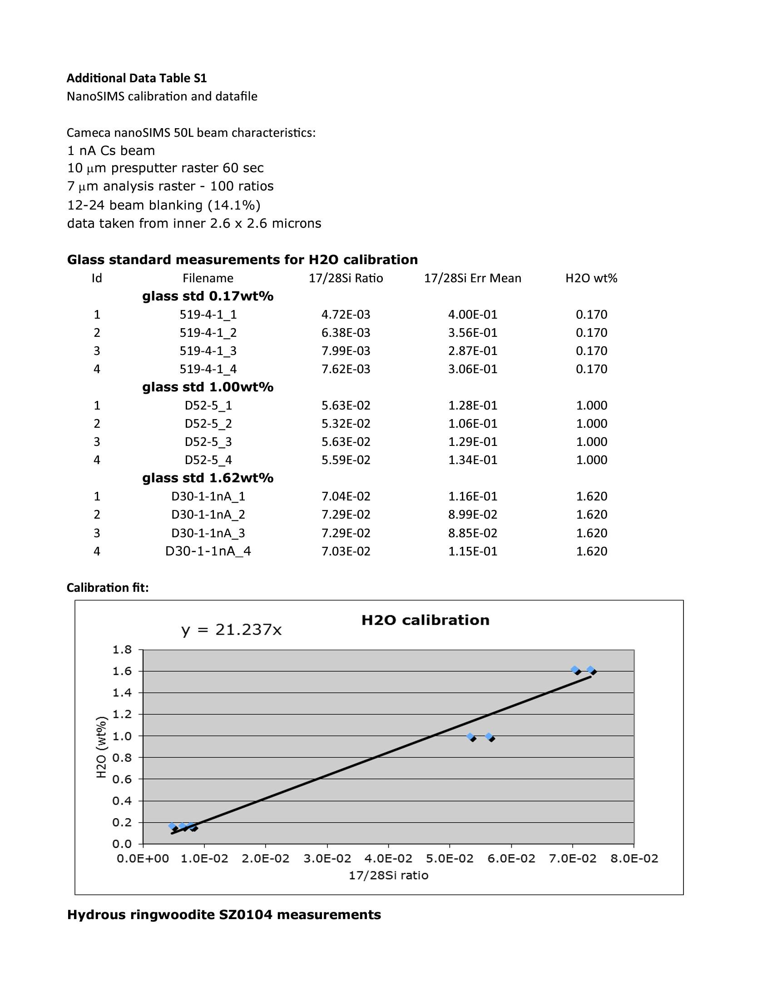 Additional Data Table S1
NanoSIMS calibration and datafile
Cameca nanoSIMS 50L beam characteristics:
1 nA Cs beam
10 μm presputter raster 60 sec
7 μm analysis raster - 100 ratios
12-24 beam blanking (14.1%)
data taken from inner 2.6 x 2.6 microns
Glass standard measurements for H2O calibration
Id Filename 17/28Si Ratio 17/28Si Err Mean H2O wt%
glass std 0.17wt%
1 519-4-1_1 4.72E-03 4.00E-01 0.170
2 519-4-1_2 6.38E-03 3.56E-01 0.170
3 519-4-1_3 7.99E-03 2.87E-01 0.170
4 519-4-1_4 7.62E-03 3.06E-01 0.170
glass std 1.00wt%
1 D52-5_1 5.63E-02 1.28E-01 1.000
2 D52-5_2 5.32E-02 1.06E-01 1.000
3 D52-5_3 5.63E-02 1.29E-01 1.000
4 D52-5_4 5.59E-02 1.34E-01 1.000
glass std 1.62wt%
1 D30-1-1nA_1 7.04E-02 1.16E-01 1.620
2 D30-1-1nA_2 7.29E-02 8.99E-02 1.620
3 D30-1-1nA_3 7.29E-02 8.85E-02 1.620
4 D30-1-1nA_4 7.03E-02 1.15E-01 1.620
Calibration fit:
H2O calibration
y = 21.237x
1.8
1.6
1.4
1.2
1.0
0.8
0.6
0.4
0.2
0.0
H2O (wt%)
0.0E+00 1.0E-02 2.0E-02 3.0E-02 4.0E-02 5.0E-02 6.0E-02 7.0E-02 8.0E-02
17/28Si ratio
Hydrous ringwoodite SZ0104 measurements